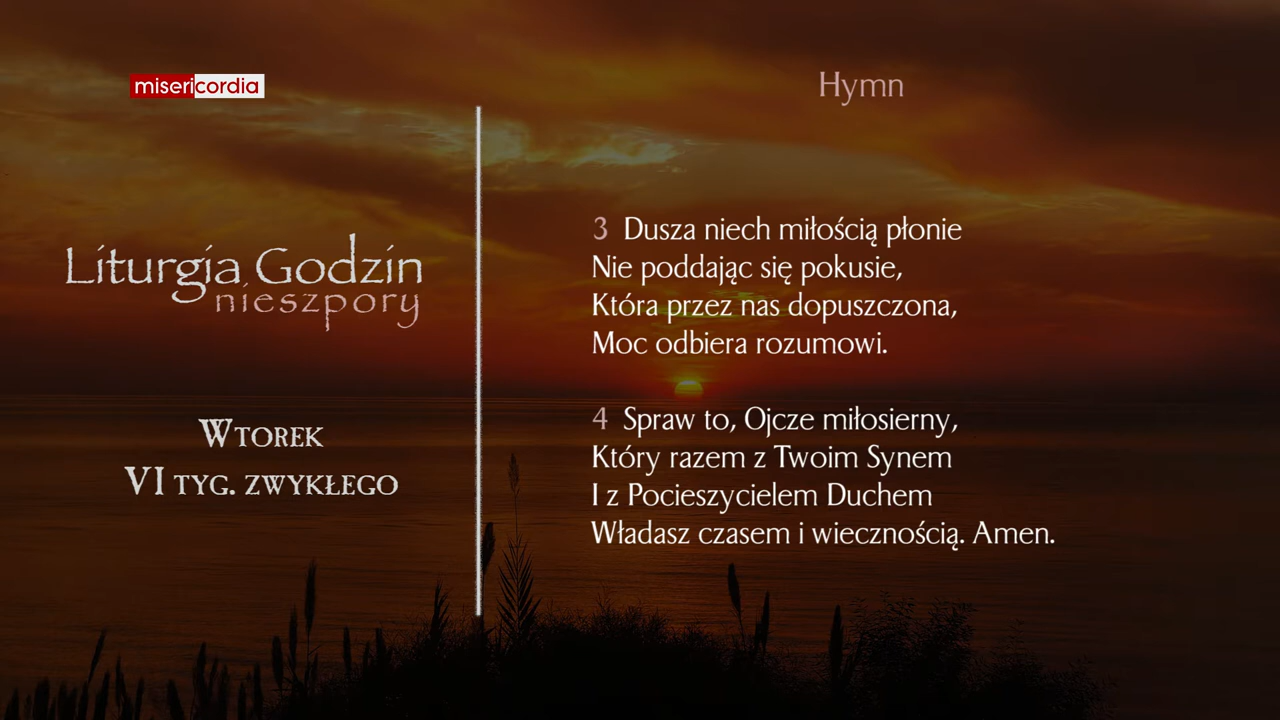 misericordia
Hymn
Liturgia Godzin
nieszpory
Wtorek
VI tyg. zwykłego
3 Dusza niech miłością płonie
Nie poddając się pokusie,
Która przez nas dopuszczona,
Moc odbiera rozumowi.
4 Spraw to, Ojcze miłosierny,
Który razem z Twoim Synem
I z Pocieszycielem Duchem
Władasz czasem i wiecznością. Amen.